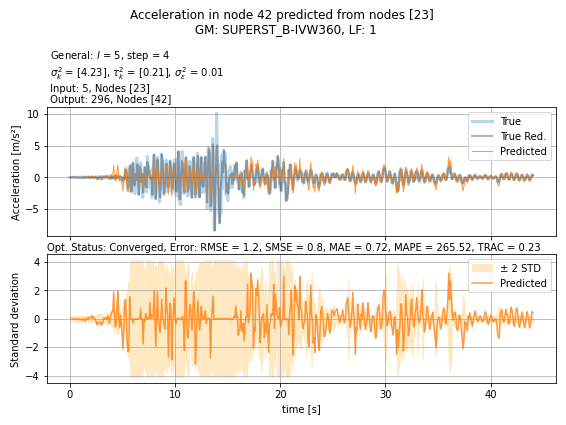 Acceleration in node 42 predicted from nodes [23]
GM: SUPERST_B-IVW360, LF: 1
General: l = 5, step = 4
σ²ₖ = [4.23], τ²ₖ = [0.21], σ²ε = 0.01
Input: 5, Nodes [23]
Output: 296, Nodes [42]
Acceleration [m/s²]
10
5
0
−5
True
True Red.
Predicted
Opt. Status: Converged, Error: RMSE = 1.2, SMSE = 0.8, MAE = 0.72, MAPE = 265.52, TRAC = 0.23
Standard deviation
4
2
0
−2
−4
± 2 STD
Predicted
0 10 20 30 40
time [s]